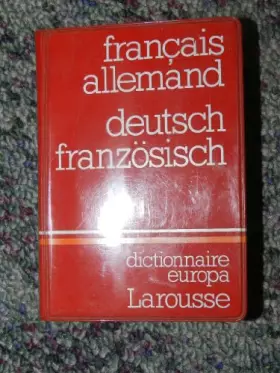 français
allemand
deutsch
französisch
dictionnaire
europa
Larousse